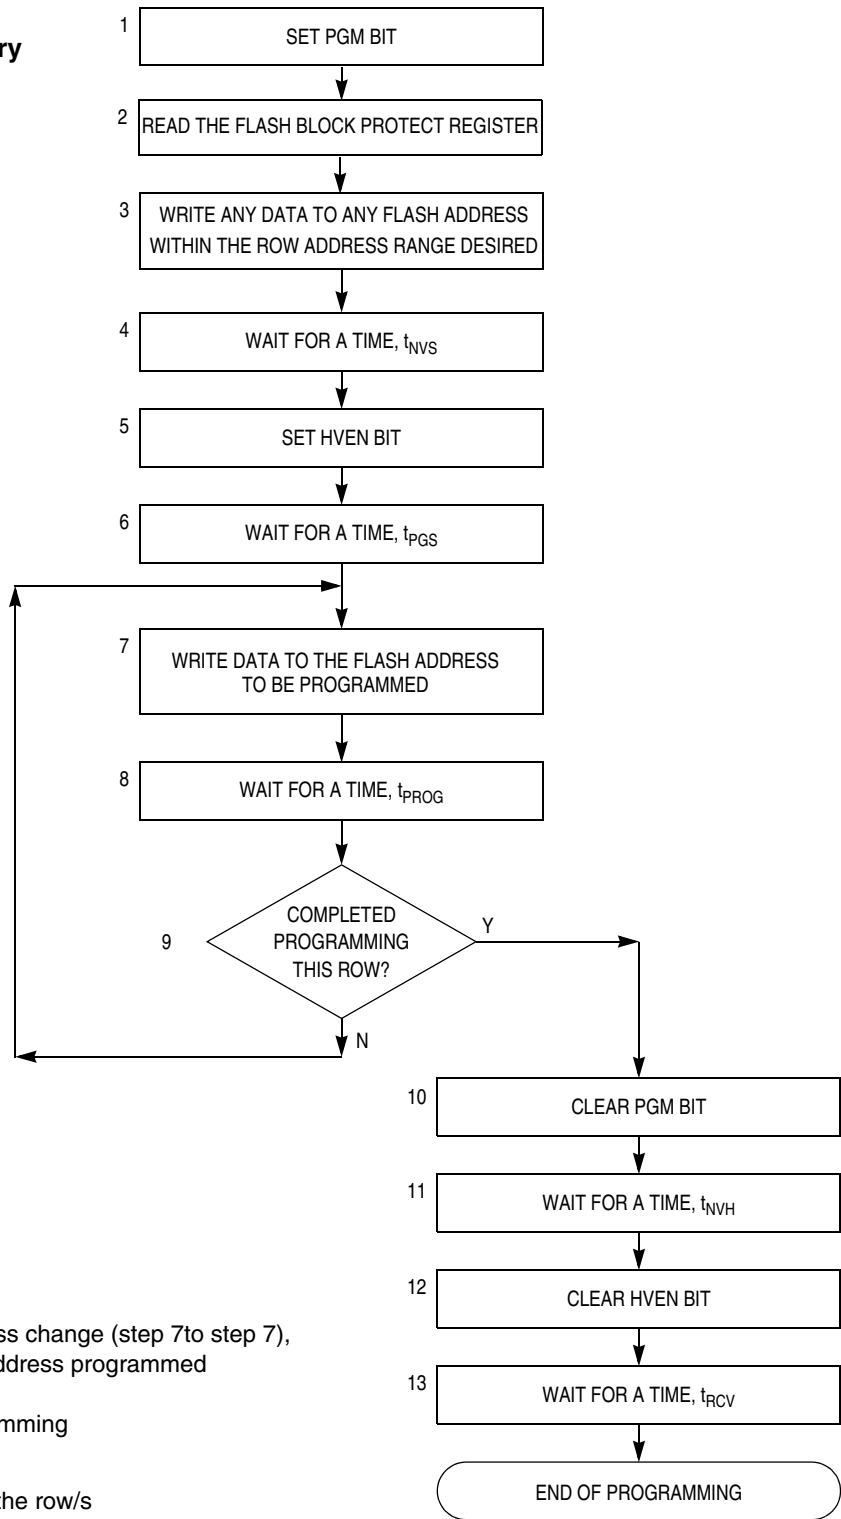 ry
1
SET PGM BIT
2
READ THE FLASH BLOCK PROTECT REGISTER
3
WRITE ANY DATA TO ANY FLASH ADDRESS
WITHIN THE ROW ADDRESS RANGE DESIRED
4
WAIT FOR A TIME, tNVS
5
SET HVEN BIT
6
WAIT FOR A TIME, tPGS
7
WRITE DATA TO THE FLASH ADDRESS
TO BE PROGRAMMED
8
WAIT FOR A TIME, tPROG
9
COMPLETED
PROGRAMMING
THIS ROW?
Y
N
10
CLEAR PGM BIT
11
WAIT FOR A TIME, tNVH
12
CLEAR HVEN BIT
13
WAIT FOR A TIME, tRCV
END OF PROGRAMMING
ss change (step 7to step 7),
ddress programmed
mming
the row/s